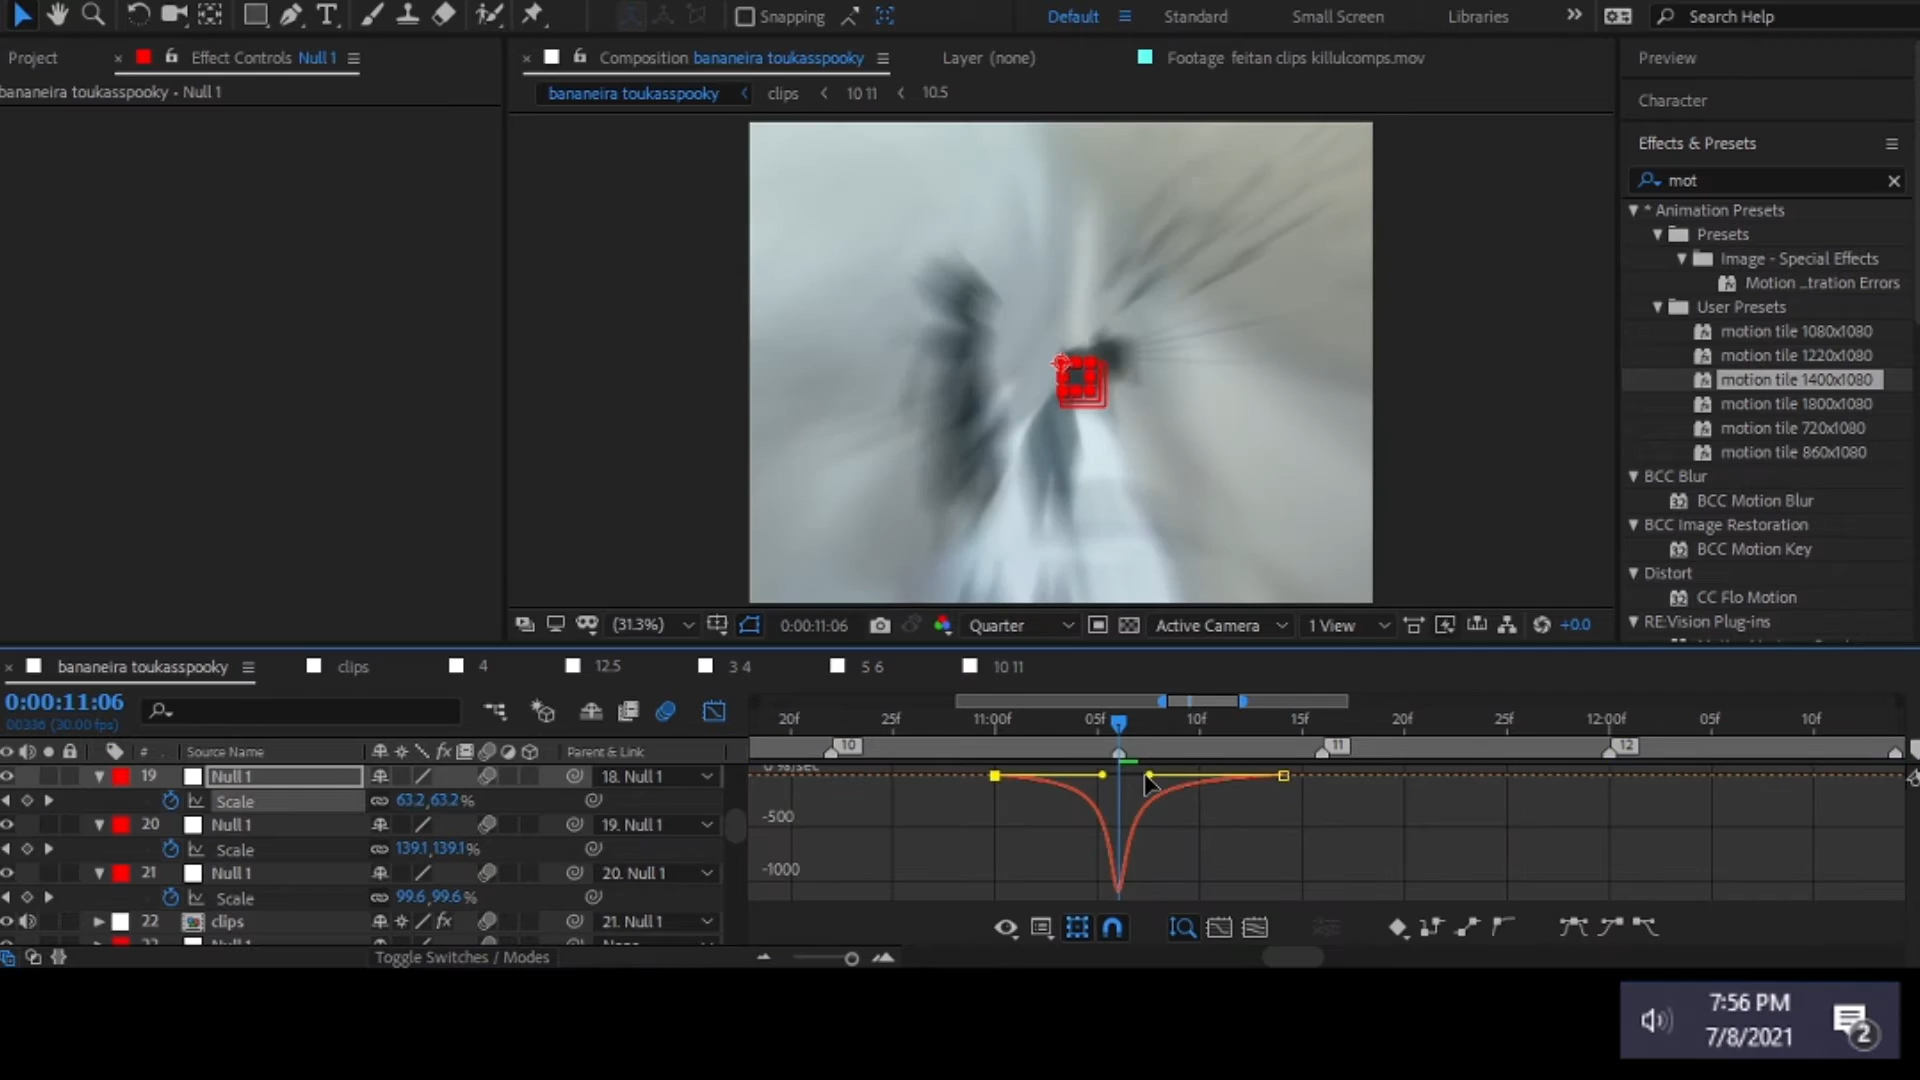 Snapping
Default
Standard
Small Screen
Libraries
Search Help
Project
Effect Controls Null 1
Composition bananeira toukasspooky
Layer (none)
Footage feitan clips killulcomps.mov
Preview
bananeira toukasspooky • Null 1
bananeira toukasspooky
clips
10 11
10.5
Character
Effects & Presets
mot
* Animation Presets
Presets
Image - Special Effects
Motion ...tration Errors
User Presets
motion tile 1080x1080
motion tile 1220x1080
motion tile 1400x1080
motion tile 1800x1080
motion tile 720x1080
motion tile 860x1080
BCC Blur
BCC Motion Blur
BCC Image Restoration
BCC Motion Key
Distort
CC Flo Motion
RE:Vision Plug-ins
(31.3%)
0:00:11:06
Quarter
Active Camera
1 View
+0.0
bananeira toukasspooky
clips
4
12.5
3 4
5 6
10 11
0:00:11:06
00336 (30.00 fps)
20f
25f
11:00f
05f
10f
15f
20f
25f
12:00f
05f
10f
# Source Name
Parent & Link
10
11
12
19 Null 1
18. Null 1
Scale
63.2,63.2%
20 Null 1
19. Null 1
Scale
139.1,139.1%
21 Null 1
20. Null 1
Scale
99.6,99.6%
22 clips
21. Null 1
-500
-1000
Toggle Switches / Modes
7:56 PM
7/8/2021
2